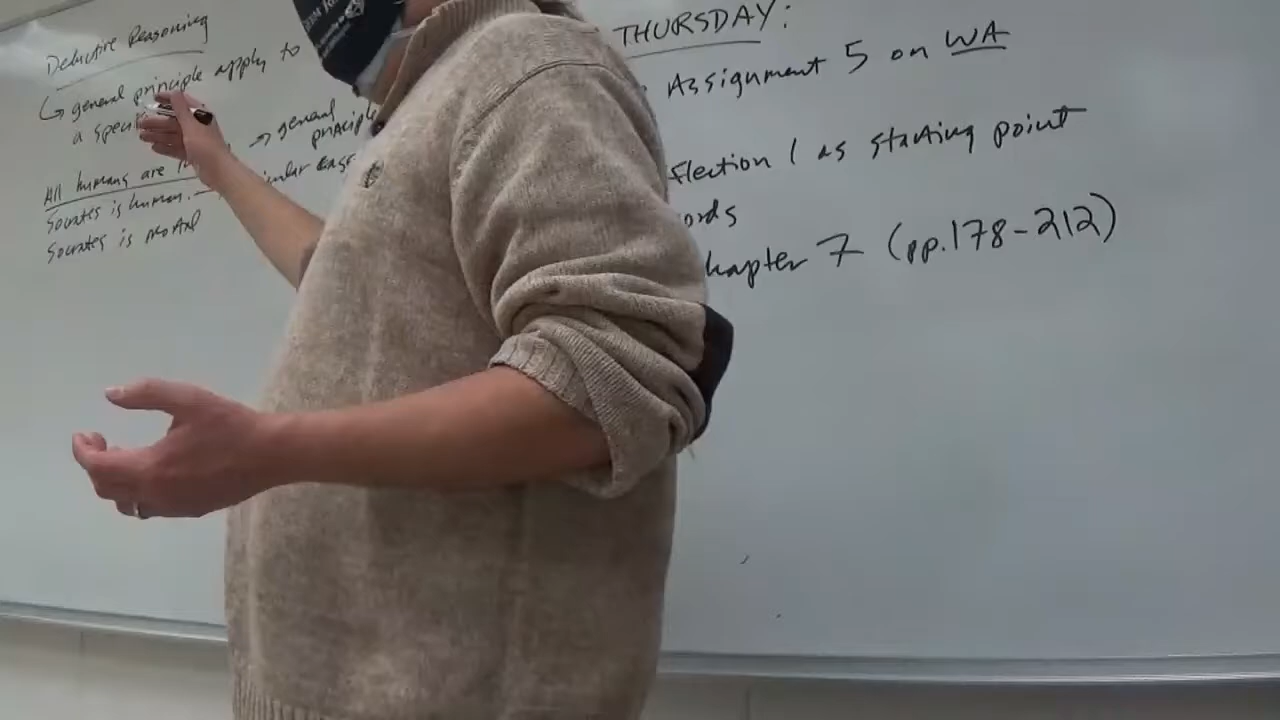 Deductive Reasoning
↳ general principle apply to
a speci
→ general principle
All humans are
Socrates is human.
Socrates is mortal
THURSDAY:
Assignment 5 on WA
flection 1 as starting point
ords
hapter 7 (pp.178-212)